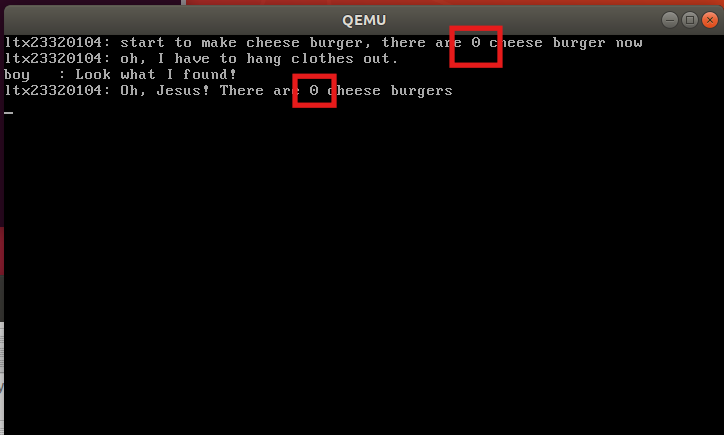 QEMU
ltx23320104: start to make cheese burger, there are 0 cheese burger now
ltx23320104: oh, I have to hang clothes out.
boy   : Look what I found!
ltx23320104: Oh, Jesus! There are 0 cheese burgers